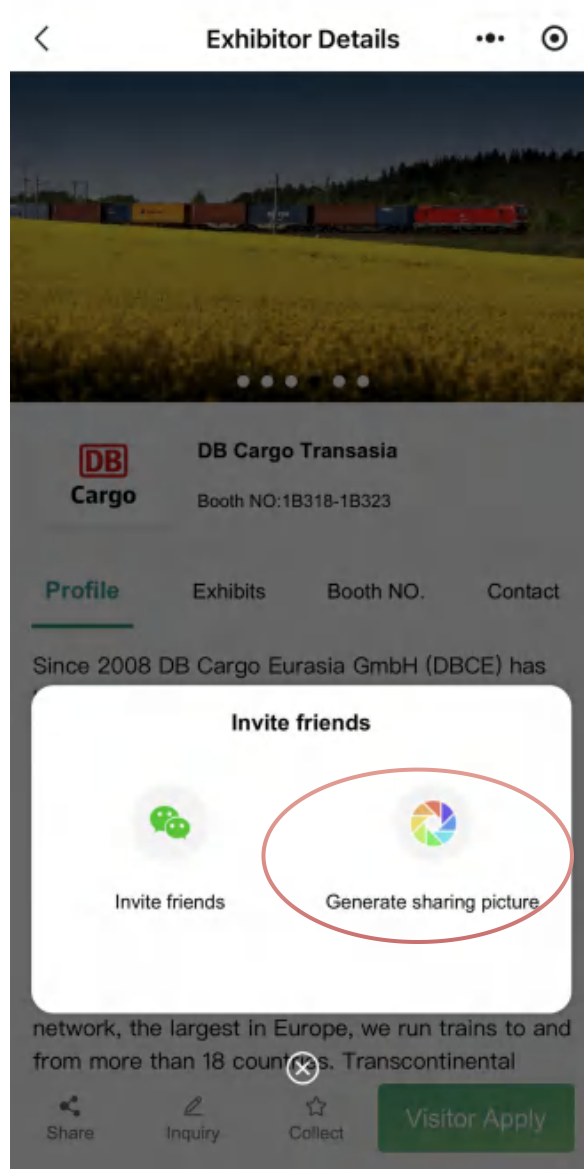 Exhibitor Details
DB
Cargo
DB Cargo Transasia
Booth NO:1B318-1B323
Profile Exhibits Booth NO. Contact
Since 2008 DB Cargo Eurasia GmbH (DBCE) has
Invite friends
Invite friends Generate sharing picture
network, the largest in Europe, we run trains to and
from more than 18 countries. Transcontinental
Share Inquiry Collect Visitor Apply